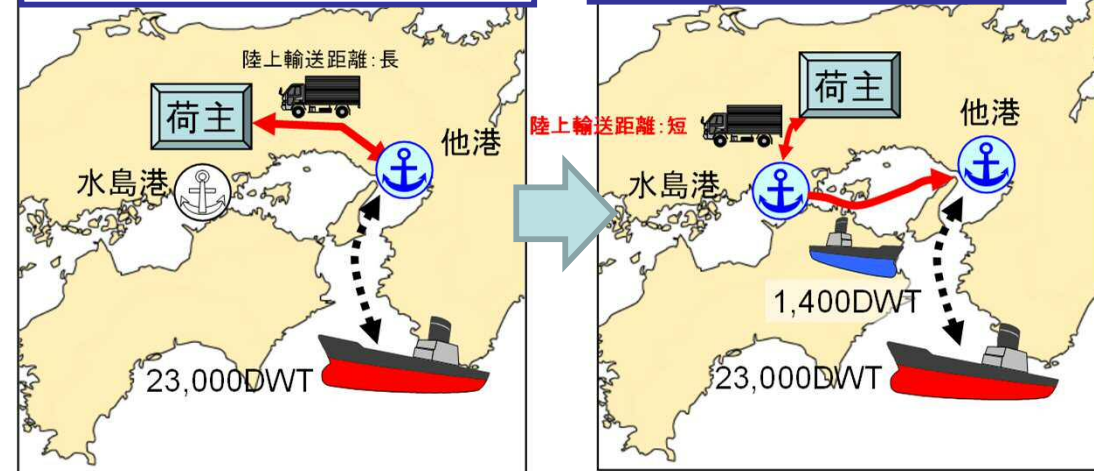 陸上輸送距離:長
荷主
他港
水島港
23,000DWT
荷主
陸上輸送距離:短
他港
水島港
1,400DWT
23,000DWT